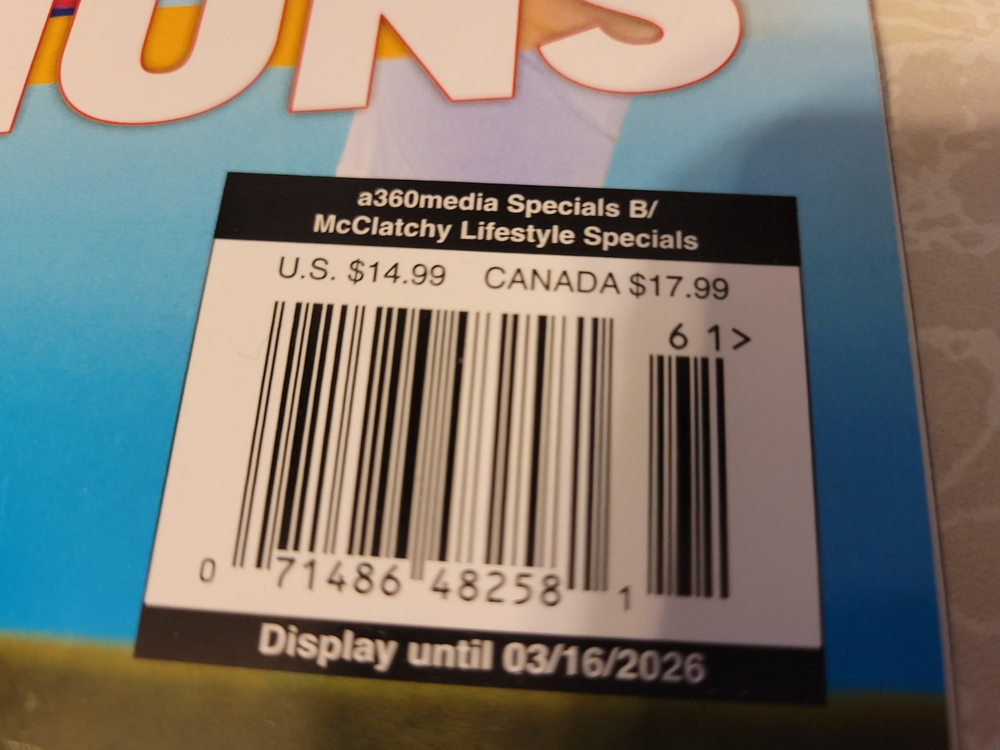 a360media Specials B/
McClatchy Lifestyle Specials
U.S. $14.99 CANADA $17.99
6 1>
0 71486 48258 1
Display until 03/16/2026